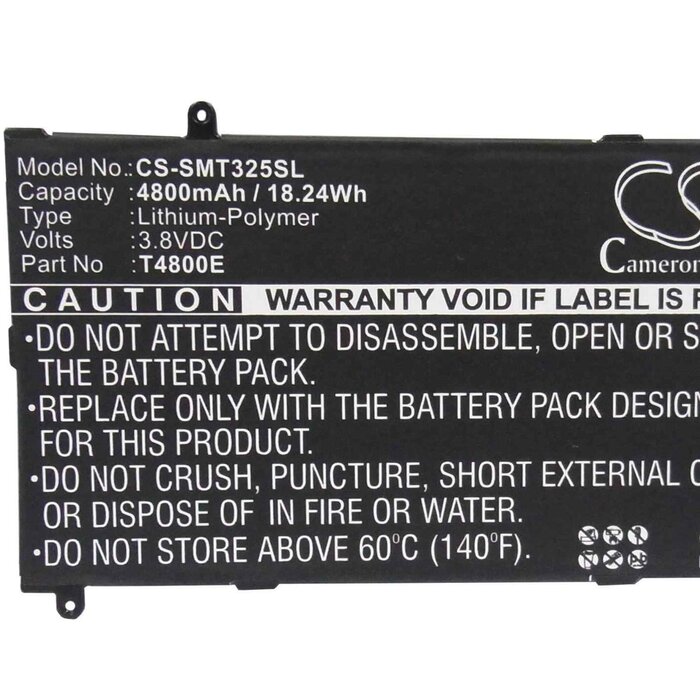 Model No.:CS-SMT325SL
Capacity :4800mAh / 18.24Wh
Type :Lithium-Polymer
Volts :3.8VDC
Part No :T4800E
CS
Cameron
CAUTION WARRANTY VOID IF LABEL IS
•DO NOT ATTEMPT TO DISASSEMBLE, OPEN OR S
THE BATTERY PACK.
•REPLACE ONLY WITH THE BATTERY PACK DESIGN
FOR THIS PRODUCT.
•DO NOT CRUSH, PUNCTURE, SHORT EXTERNAL C
OR DISPOSE OF IN FIRE OR WATER.
•DO NOT STORE ABOVE 60°C (140°F).